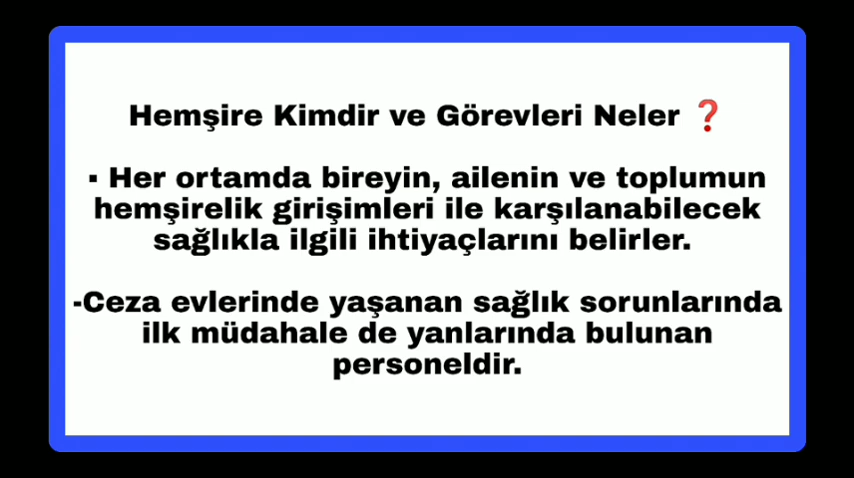 Hemşire Kimdir ve Görevleri Neler ❓
▪ Her ortamda bireyin, ailenin ve toplumun
hemşirelik girişimleri ile karşılanabilecek
sağlıkla ilgili ihtiyaçlarını belirler.
-Ceza evlerinde yaşanan sağlık sorunlarında
ilk müdahale de yanlarında bulunan
personeldir.